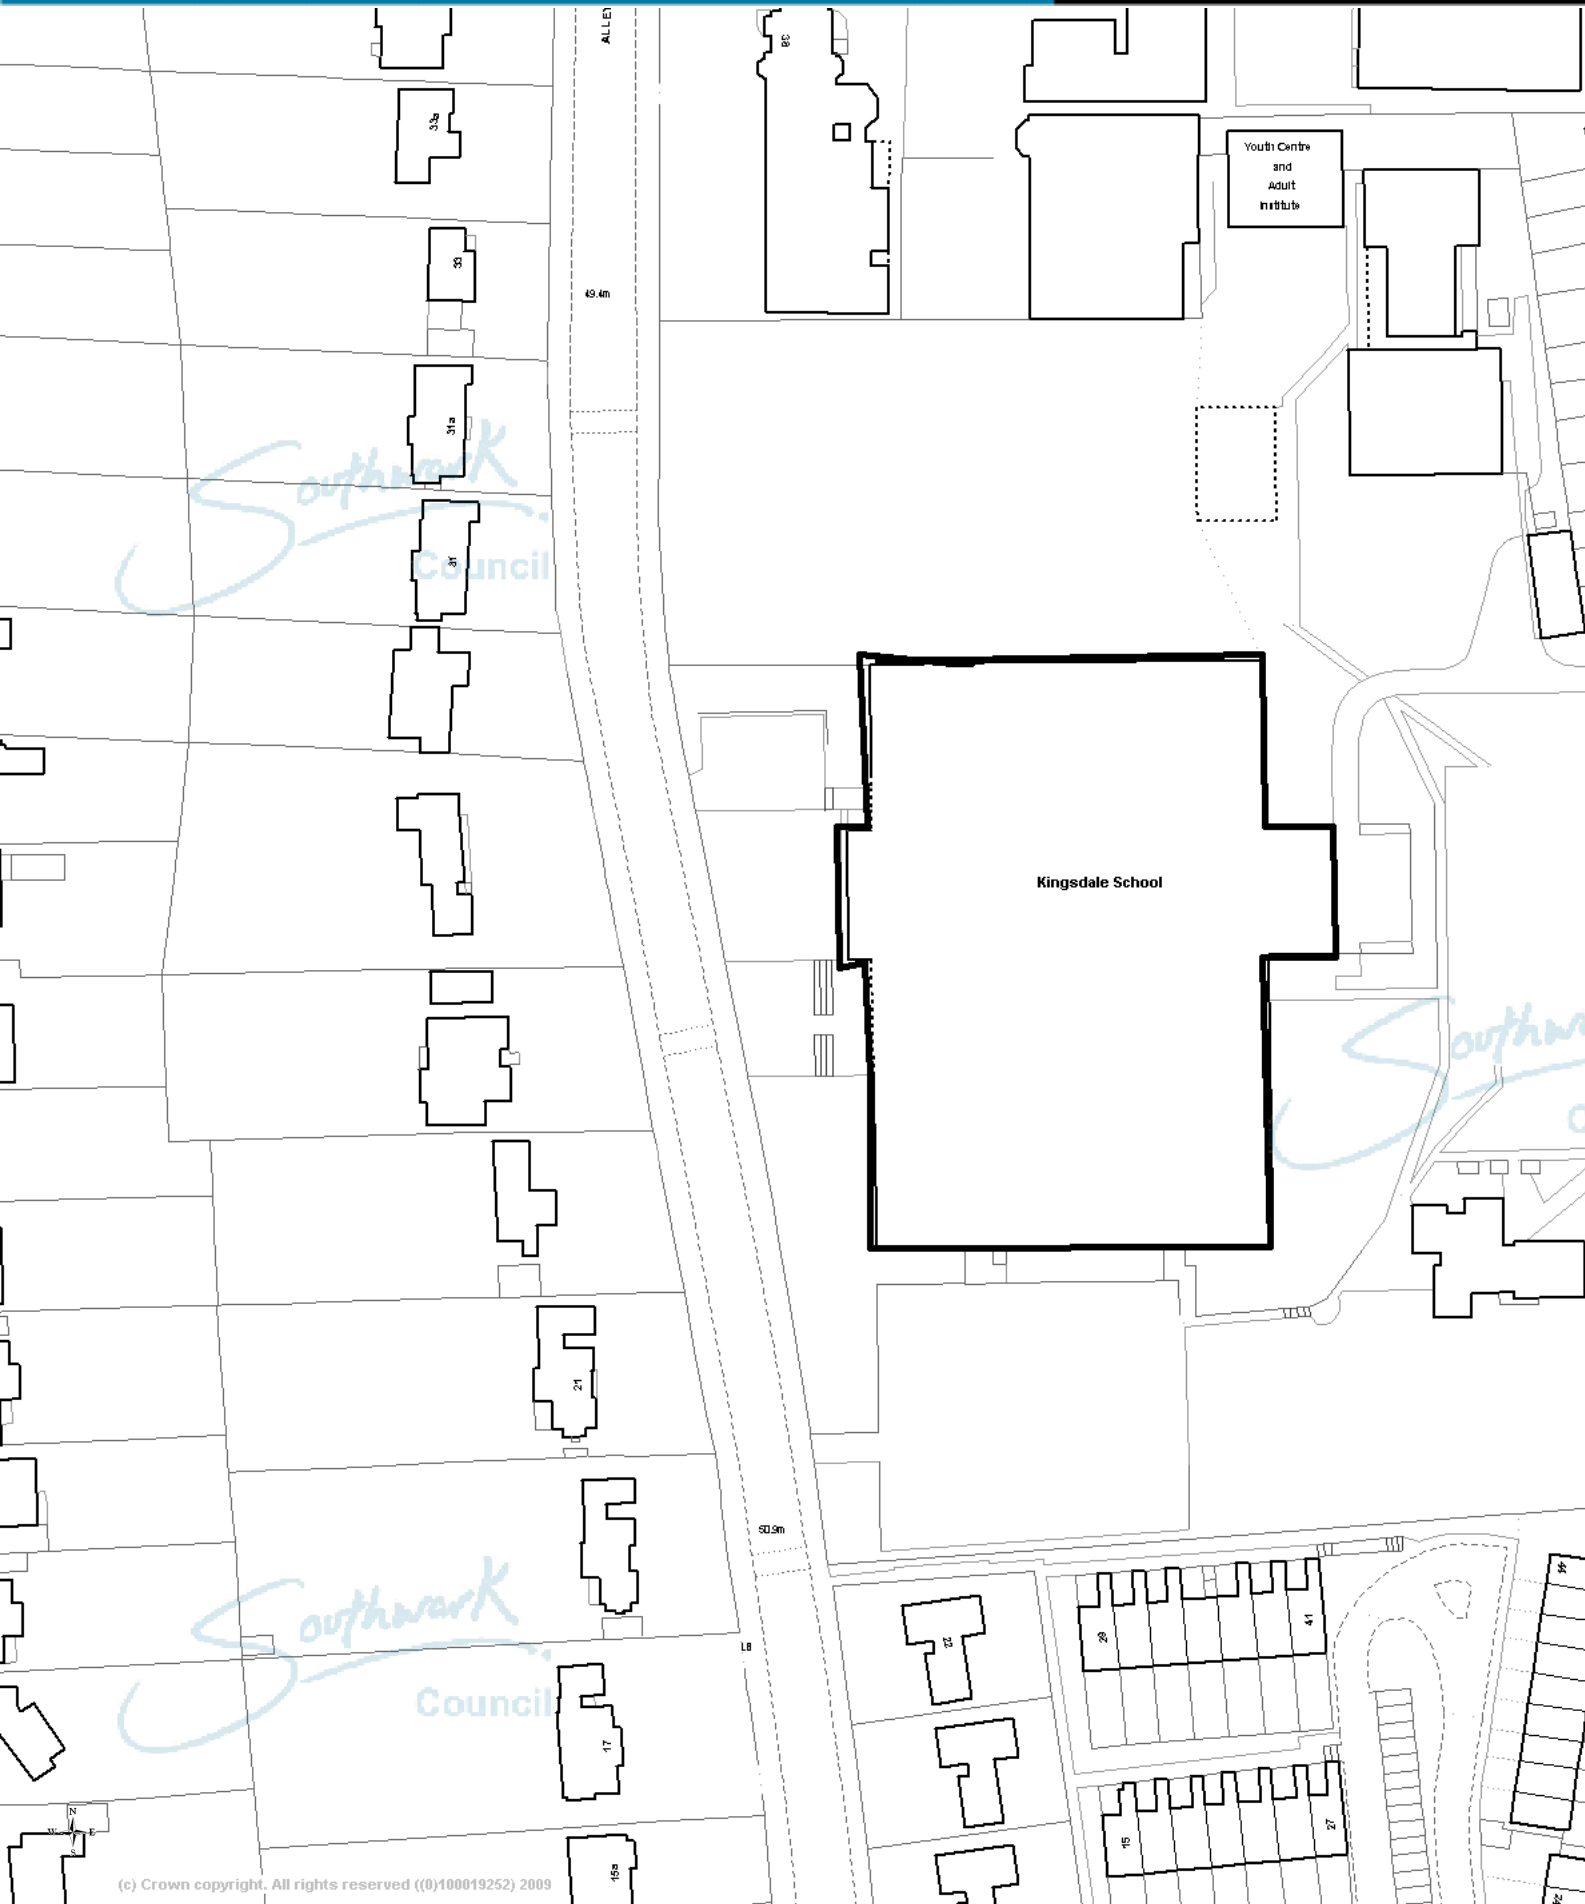 ALLEY
38
33a
Youth Centre
and
Adult
Institute
33
49.4m
31a
Southwark
Council
31
Kingsdale School
Southwark
21
50.9m
44
Southwark
Council
29
41
22
LB
17
N
W E
S
15
27
15a
(c) Crown copyright. All rights reserved ((0)100019252) 2009